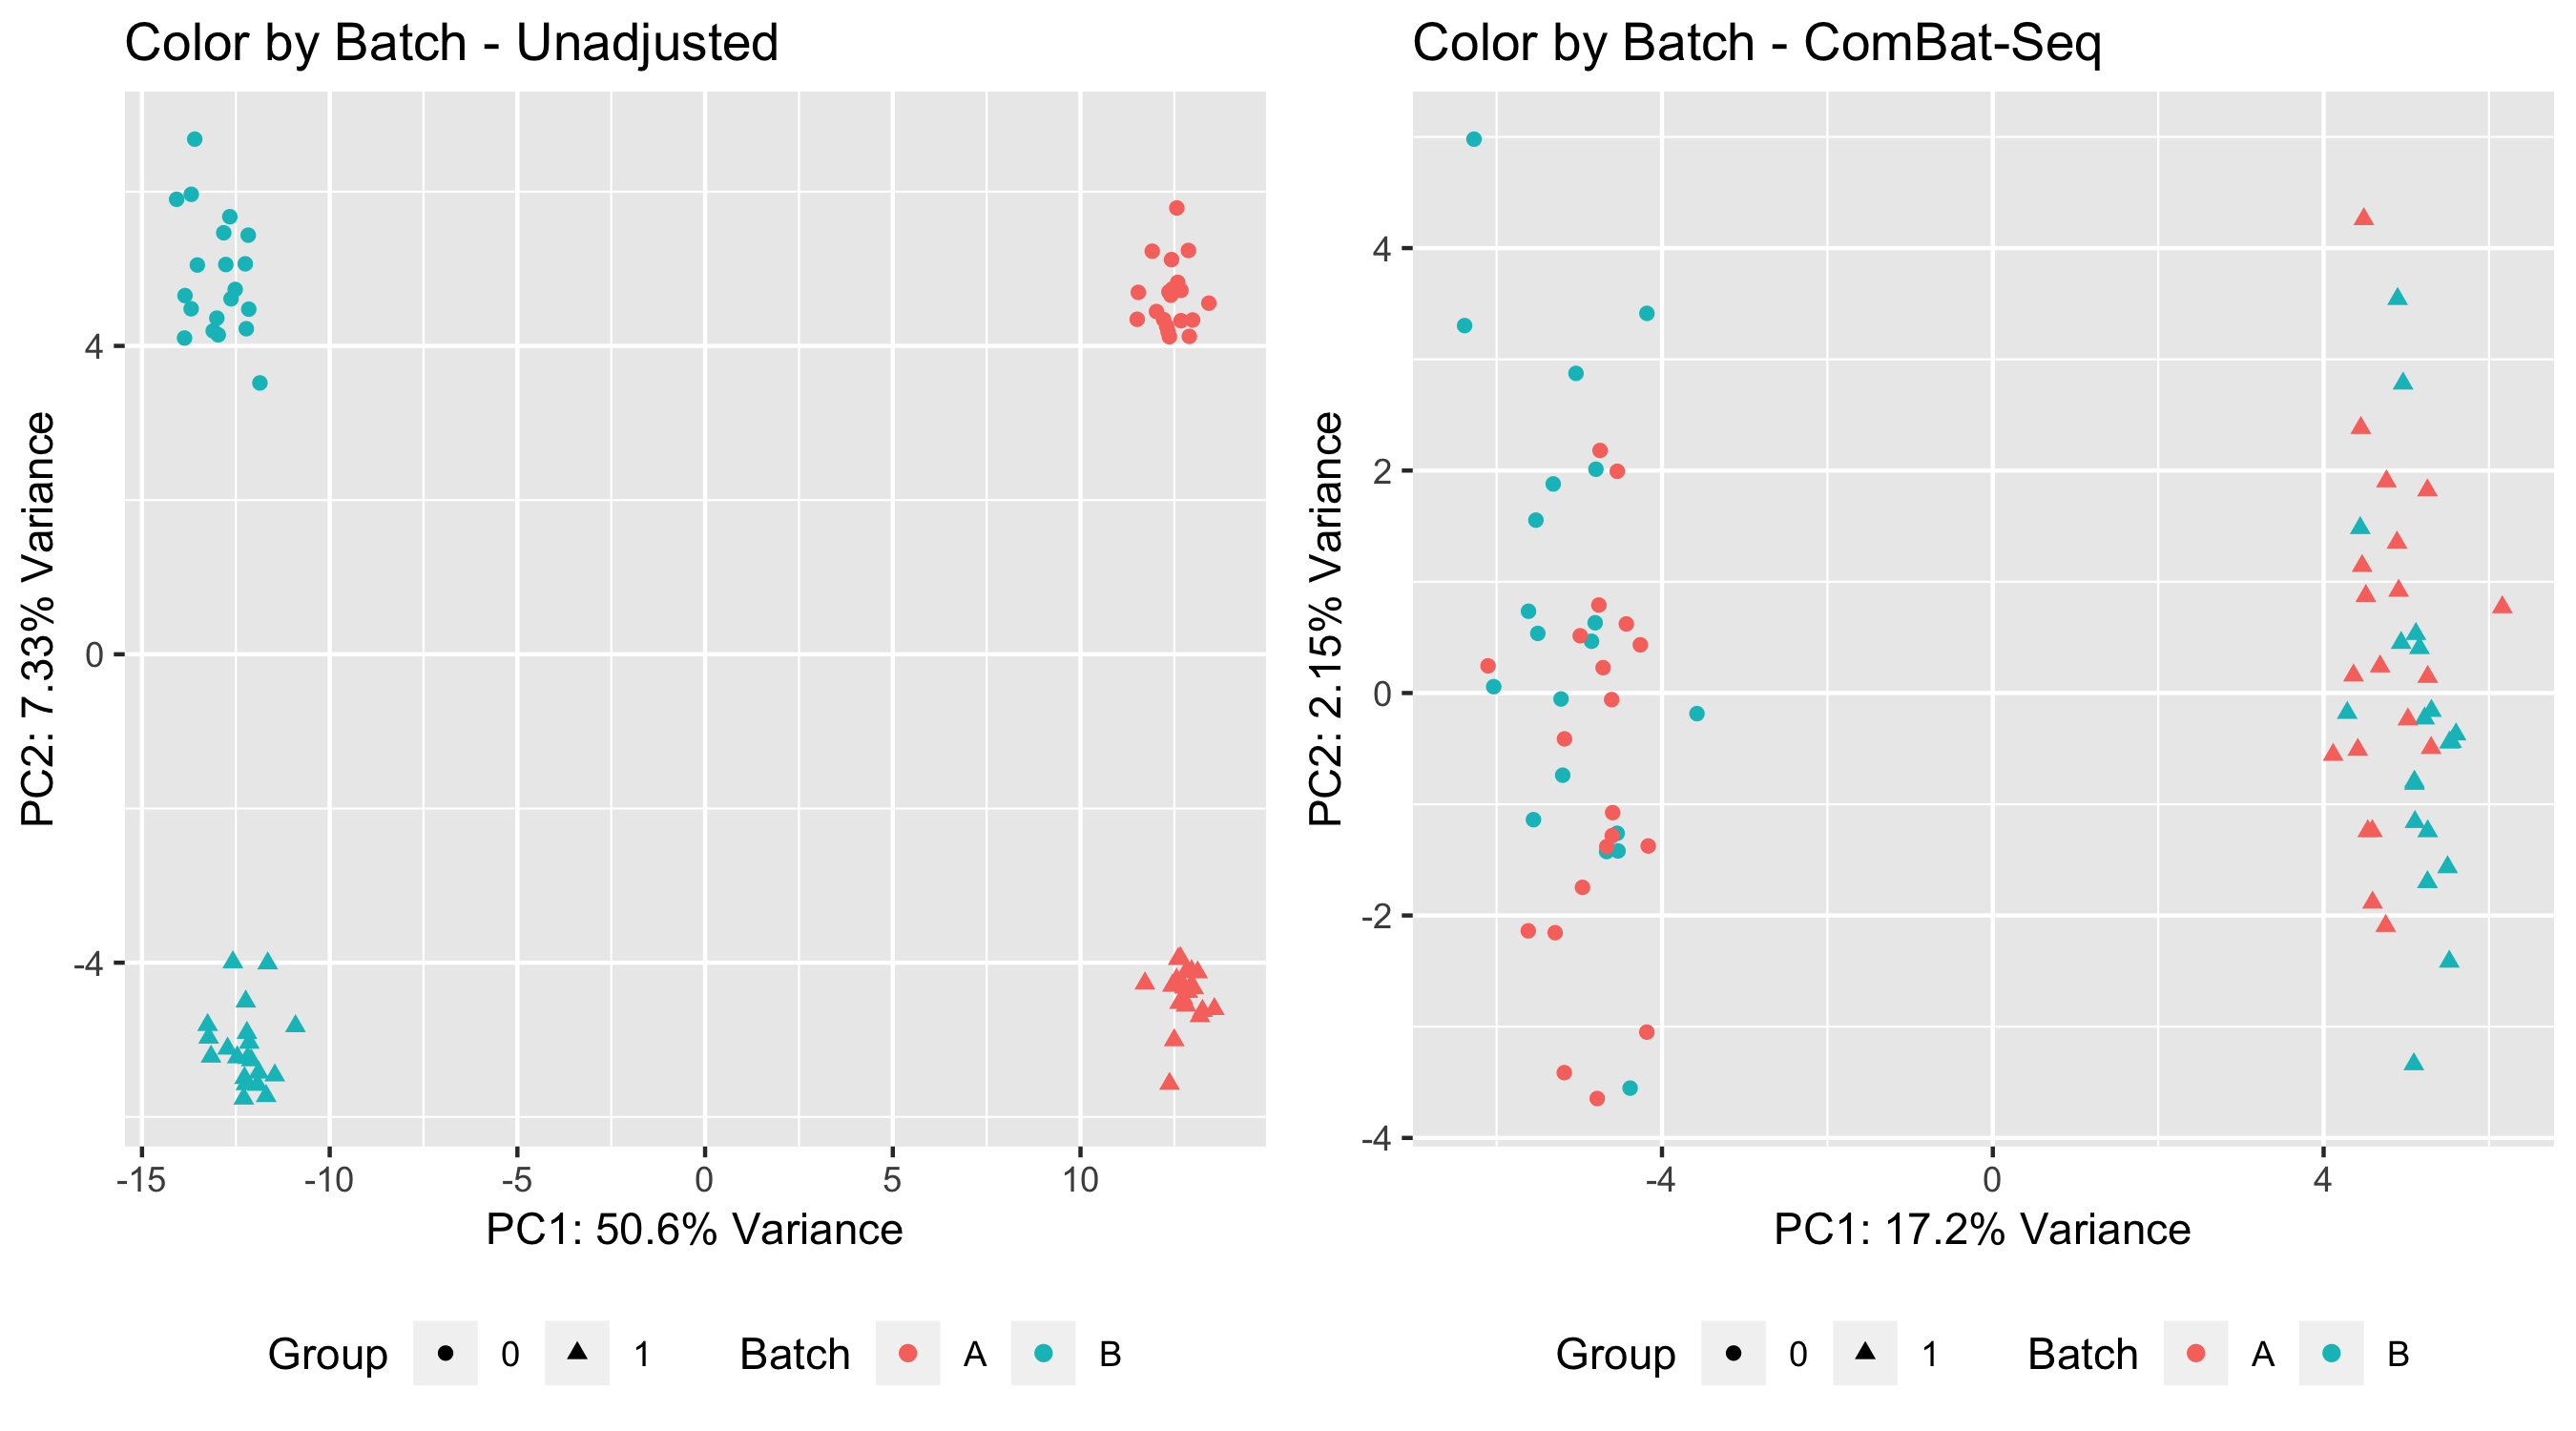 Color by Batch - Unadjusted
PC2: 7.33% Variance
4
0
-4
-15 -10 -5 0 5 10
PC1: 50.6% Variance
Group 0 1 Batch A B
Color by Batch - ComBat-Seq
PC2: 2.15% Variance
4
2
0
-2
-4
-4 0 4
PC1: 17.2% Variance
Group 0 1 Batch A B